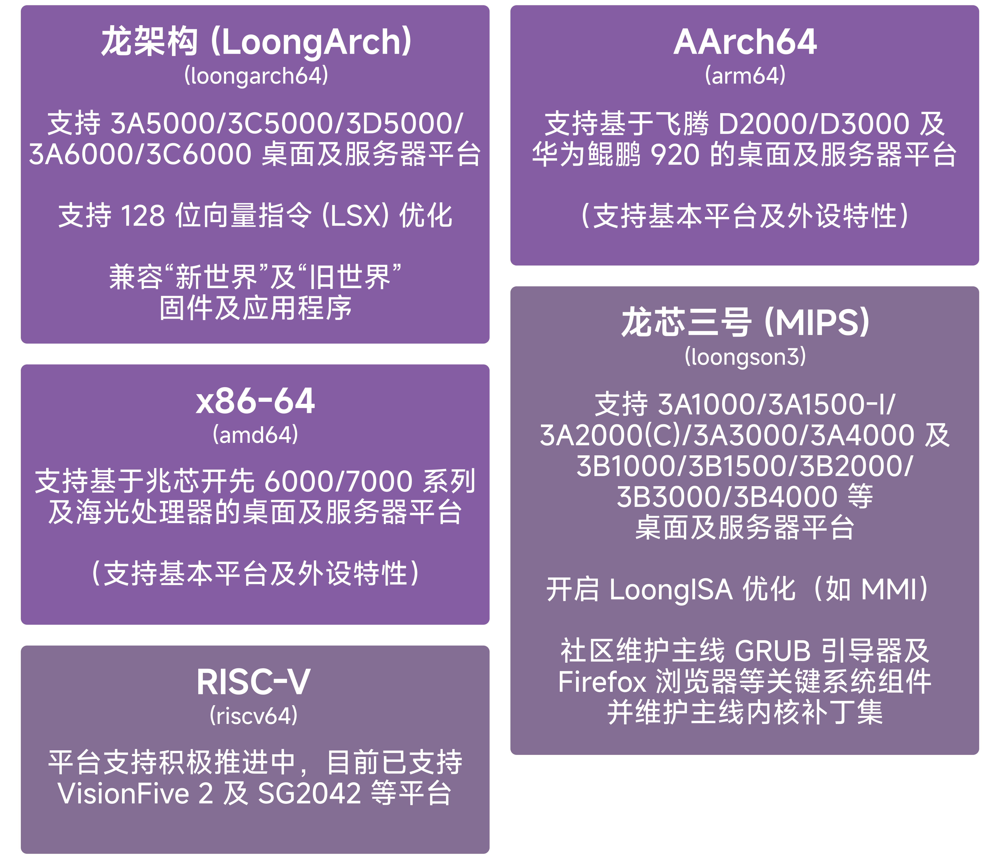 龙架构 (LoongArch)
(loongarch64)
支持 3A5000/3C5000/3D5000/
3A6000/3C6000 桌面及服务器平台
支持 128 位向量指令 (LSX) 优化
兼容“新世界”及“旧世界”
固件及应用程序
x86-64
(amd64)
支持基于兆芯开先 6000/7000 系列
及海光处理器的桌面及服务器平台
（支持基本平台及外设特性）
RISC-V
(riscv64)
平台支持积极推进中，目前已支持
VisionFive 2 及 SG2042 等平台
AArch64
(arm64)
支持基于飞腾 D2000/D3000 及
华为鲲鹏 920 的桌面及服务器平台
（支持基本平台及外设特性）
龙芯三号 (MIPS)
(loongson3)
支持 3A1000/3A1500-I/
3A2000(C)/3A3000/3A4000 及
3B1000/3B1500/3B2000/
3B3000/3B4000 等
桌面及服务器平台
开启 LoongISA 优化（如 MMI）
社区维护主线 GRUB 引导器及
Firefox 浏览器等关键系统组件
并维护主线内核补丁集